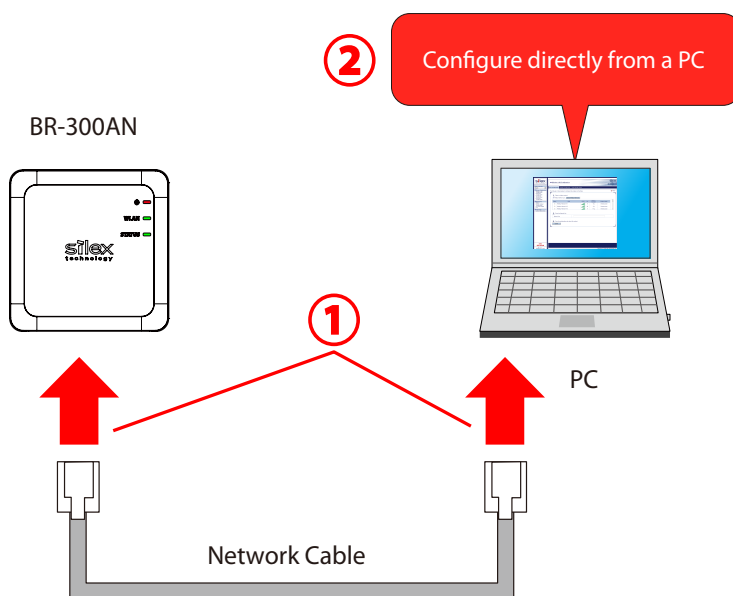 ② Configure directly from a PC
BR-300AN
WLAN
STATUS
silex
technology
①
PC
Network Cable